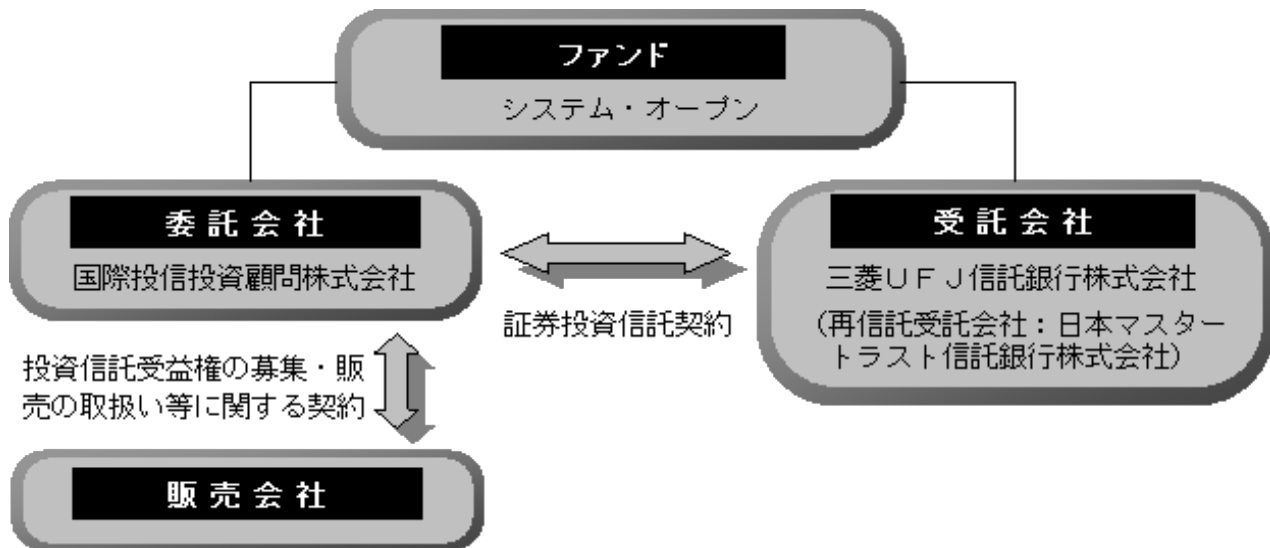 ファンド
システム・オープン
委託会社
国際投信投資顧問株式会社
受託会社
三菱UFJ信託銀行株式会社
(再信託受託会社:日本マスター
トラスト信託銀行株式会社)
証券投資信託契約
投資信託受益権の募集・販
売の取扱い等に関する契約
販売会社